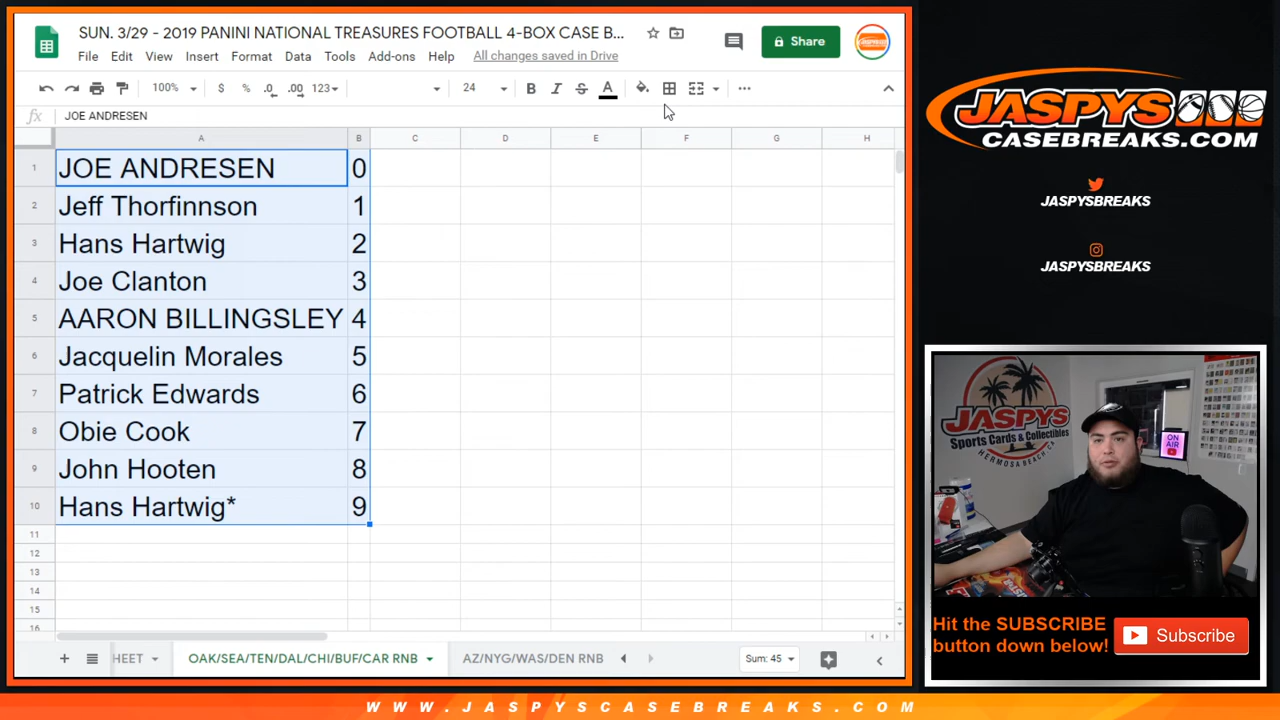 SUN. 3/29 - 2019 PANINI NATIONAL TREASURES FOOTBALL 4-BOX CASE B...
File Edit View Insert Format Data Tools Add-ons Help All changes saved in Drive
Share
100% $ % .0 .00 123 24 B I S A
fx JOE ANDRESEN
A B C D E F G H
1 JOE ANDRESEN 0
2 Jeff Thorfinnson 1
3 Hans Hartwig 2
4 Joe Clanton 3
5 AARON BILLINGSLEY 4
6 Jacquelin Morales 5
7 Patrick Edwards 6
8 Obie Cook 7
9 John Hooten 8
10 Hans Hartwig* 9
11
12
13
14
15
16
HEET OAK/SEA/TEN/DAL/CHI/BUF/CAR RNB AZ/NYG/WAS/DEN RNB Sum: 45
JASPYS
CASEBREAKS.COM
JASPYSBREAKS
JASPYSBREAKS
JASPYS
Sports Cards & Collectibles
HERMOSA BEACH, CA
ON
AIR
Hit the SUBSCRIBE
button down below!
Subscribe
WWW.JASPYSCASEBREAKS.COM